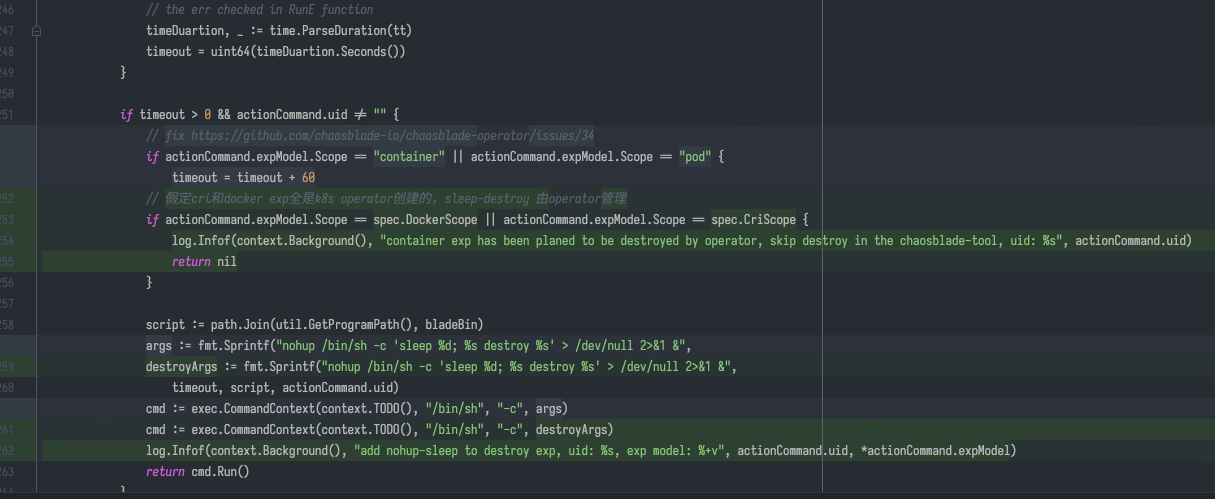 246 // the err checked in RunE function
247 timeDuartion, _ := time.ParseDuration(tt)
248 timeout = uint64(timeDuartion.Seconds())
249 }
250
251 if timeout > 0 && actionCommand.uid ≠ "" {
// fix https://github.com/chaosblade-io/chaosblade-operator/issues/34
if actionCommand.expModel.Scope == "container" || actionCommand.expModel.Scope == "pod" {
timeout = timeout + 60
252 // 假定cri和docker exp全是k8s operator创建的，sleep-destroy 由operator管理
253 if actionCommand.expModel.Scope == spec.DockerScope || actionCommand.expModel.Scope == spec.CriScope {
254 log.Infof(context.Background(), "container exp has been planed to be destroyed by operator, skip destroy in the chaosblade-tool, uid: %s", actionCommand.uid)
255 return nil
256 }
257
258 script := path.Join(util.GetProgramPath(), bladeBin)
args := fmt.Sprintf("nohup /bin/sh -c 'sleep %d; %s destroy %s' > /dev/null 2>&1 &",
259 destroyArgs := fmt.Sprintf("nohup /bin/sh -c 'sleep %d; %s destroy %s' > /dev/null 2>&1 &",
260 timeout, script, actionCommand.uid)
cmd := exec.CommandContext(context.TODO(), "/bin/sh", "-c", args)
261 cmd := exec.CommandContext(context.TODO(), "/bin/sh", "-c", destroyArgs)
262 log.Infof(context.Background(), "add nohup-sleep to destroy exp, uid: %s, exp model: %+v", actionCommand.uid, *actionCommand.expModel)
263 return cmd.Run()
264 }